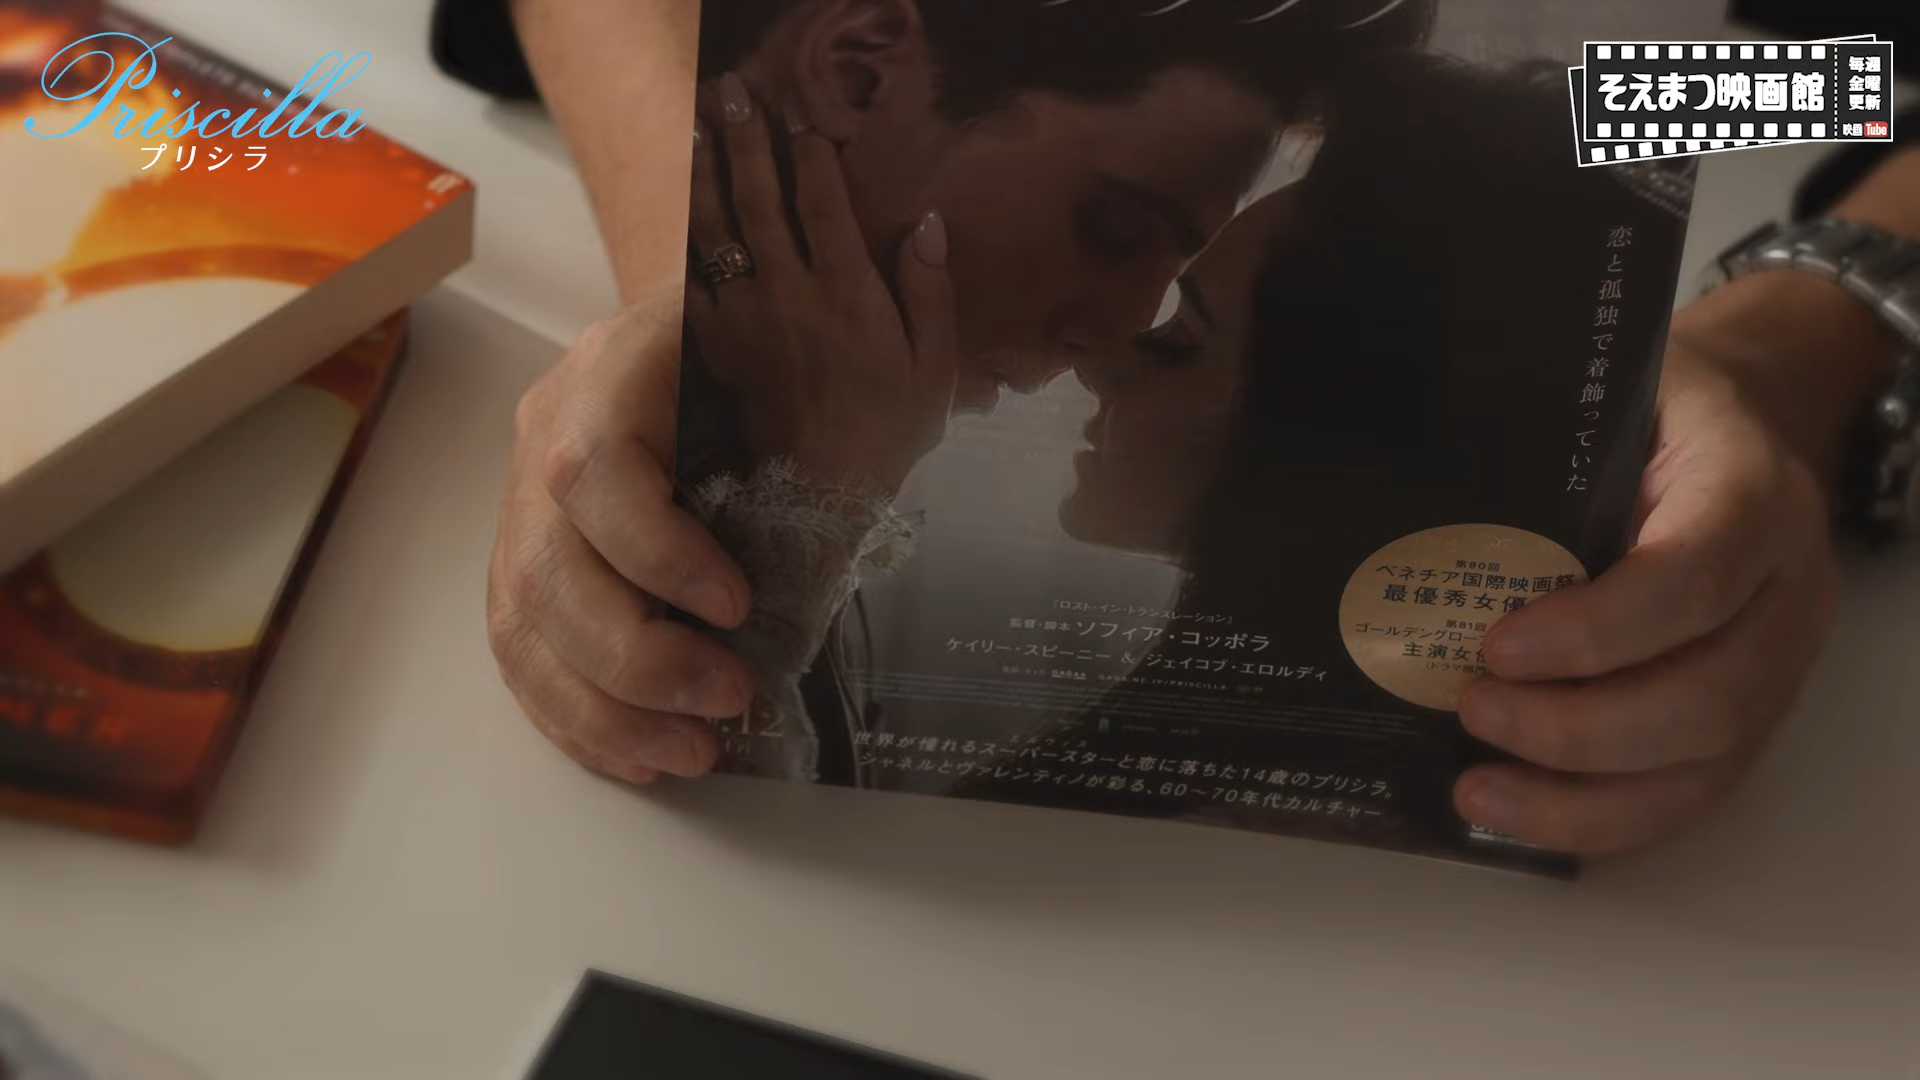 Priscilla
プリシラ
そえまつ映画館
毎週
金曜
更新
映画Tube
恋と孤独で着飾っていた
第80回
ベネチア国際映画祭
最優秀女優
第81回
ゴールデングローブ
主演女優
〈ドラマ部門
『ロスト・イン・トランスレーション』
監督・脚本 ソフィア・コッポラ
ケイリー・スピーニー & ジェイコブ・エロルディ
GAGA.NE.JP/PRISCILLA
.12
エルヴィス
世界が憧れるスーパースターと恋に落ちた14歳のプリシラ。
シャネルとヴァレンティノが彩る、60～70年代カルチャー